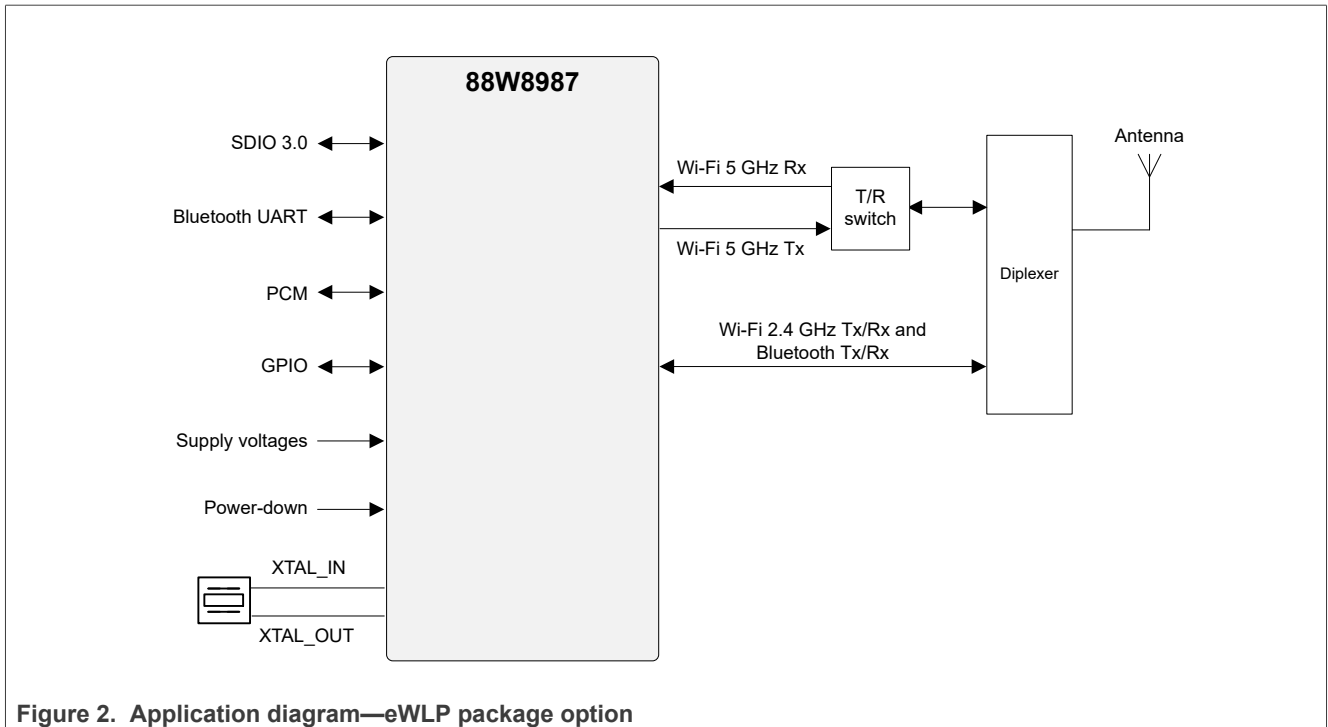 88W8987
SDIO 3.0
Bluetooth UART
PCM
GPIO
Supply voltages
Power-down
XTAL_IN
XTAL_OUT
Wi-Fi 5 GHz Rx
Wi-Fi 5 GHz Tx
T/R
switch
Wi-Fi 2.4 GHz Tx/Rx and
Bluetooth Tx/Rx
Diplexer
Antenna
Figure 2. Application diagram—eWLP package option